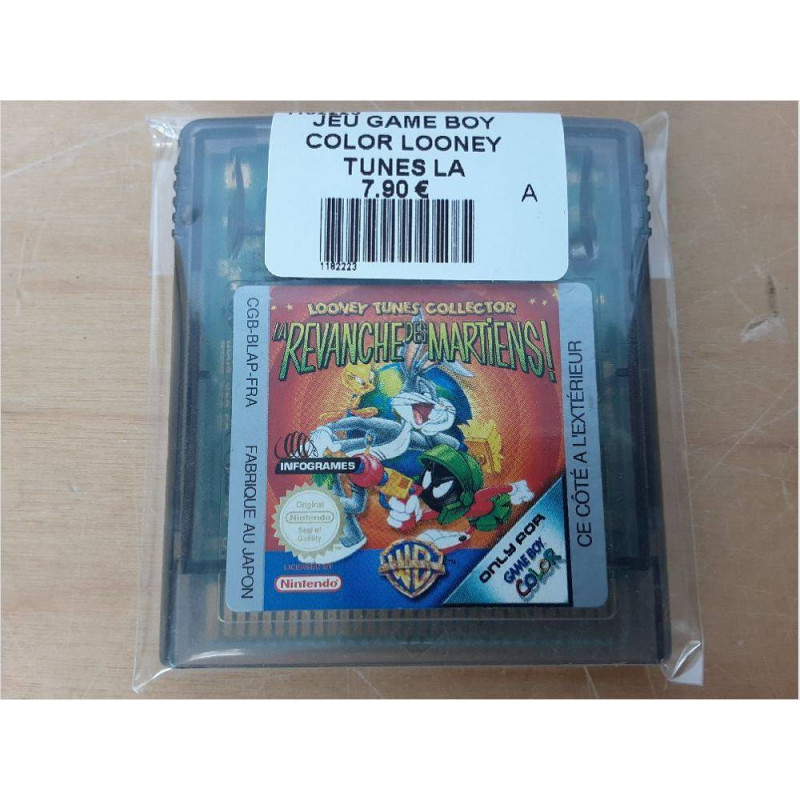 JEU GAME BOY
COLOR LOONEY
TUNES LA
7.90 €
A
1182223
LOONEY TUNES COLLECTOR
LA REVANCHE DES MARTIENS!
CGB-BLAP-FRA
FABRIQUE AU JAPON
CE CÔTÉ A L'EXTÉRIEUR
INFOGRAMES
Original
Nintendo
Seal of
Quality
LICENSED BY
Nintendo
WB
TM
ONLY FOR
GAME BOY
COLOR